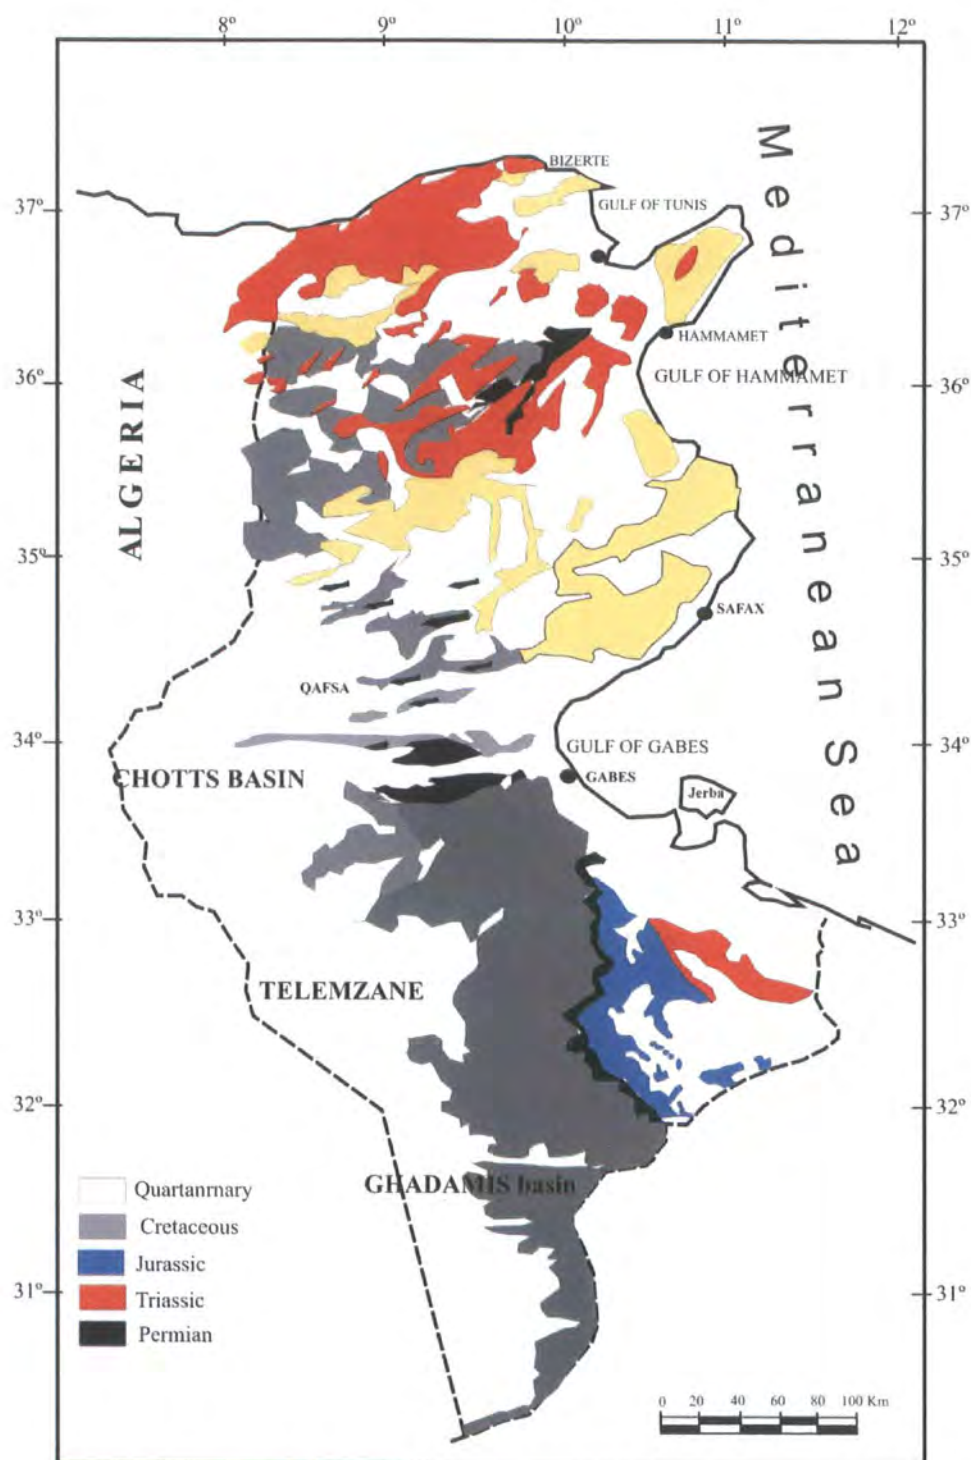 8º 9º 10º 11º 12º
BIZERTE
37º 37º
GULF OF TUNIS
Mediterranean Sea
HAMMAMET
36º 36º
GULF OF HAMMAMET
ALGERIA
35º 35º
SAFAX
QAFSA
34º 34º
GULF OF GABES
CHOTTS BASIN
GABES
Jerba
33º 33º
TELEMZANE
32º 32º
GHADAMIS basin
Quartanrnary
Cretaceous
31º 31º
Jurassic
Triassic
Permian
0 20 40 60 80 100 Km